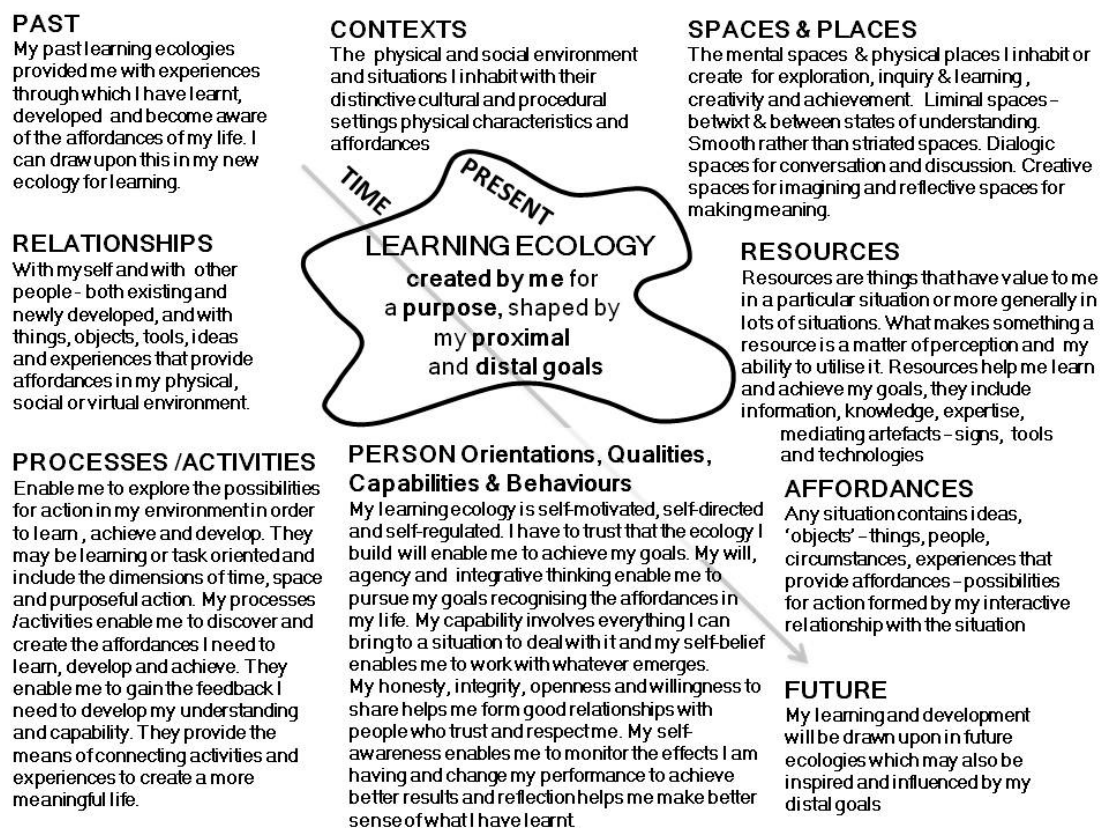 PAST
My past learning ecologies
provided me with experiences
through which I have learnt,
developed and become aware
of the affordances of my life. I
can draw upon this in my new
ecology for learning.
CONTEXTS
The physical and social environment
and situations I inhabit with their
distinctive cultural and procedural
settings physical characteristics and
affordances
SPACES & PLACES
The mental spaces & physical places I inhabit or
create for exploration, inquiry & learning ,
creativity and achievement. Liminal spaces –
betwixt & between states of understanding.
Smooth rather than striated spaces. Dialogic
spaces for conversation and discussion. Creative
spaces for imagining and reflective spaces for
making meaning.
TIME
PRESENT
LEARNING ECOLOGY
created by me for
a purpose, shaped by
my proximal
and distal goals
RELATIONSHIPS
With myself and with other
people - both existing and
newly developed, and with
things, objects, tools, ideas
and experiences that provide
affordances in my physical,
social or virtual environment.
RESOURCES
Resources are things that have value to me
in a particular situation or more generally in
lots of situations. What makes something a
resource is a matter of perception and my
ability to utilise it. Resources help me learn
and achieve my goals, they include
information, knowledge, expertise,
mediating artefacts – signs, tools
and technologies
PROCESSES /ACTIVITIES
Enable me to explore the possibilities
for action in my environment in order
to learn , achieve and develop. They
may be learning or task oriented and
include the dimensions of time, space
and purposeful action. My processes
/activities enable me to discover and
create the affordances I need to
learn, develop and achieve. They
enable me to gain the feedback I
need to develop my understanding
and capability. They provide the
means of connecting activities and
experiences to create a more
meaningful life.
PERSON Orientations, Qualities,
Capabilities & Behaviours
My learning ecology is self-motivated, self-directed
and self-regulated. I have to trust that the ecology I
build will enable me to achieve my goals. My will,
agency and integrative thinking enable me to
pursue my goals recognising the affordances in
my life. My capability involves everything I can
bring to a situation to deal with it and my self-belief
enables me to work with whatever emerges.
My honesty, integrity, openness and willingness to
share helps me form good relationships with
people who trust and respect me. My self-
awareness enables me to monitor the effects I am
having and change my performance to achieve
better results and reflection helps me make better
sense of what I have learnt
AFFORDANCES
Any situation contains ideas,
‘objects’ – things, people,
circumstances, experiences that
provide affordances – possibilities
for action formed by my interactive
relationship with the situation
FUTURE
My learning and development
will be drawn upon in future
ecologies which may also be
inspired and influenced by my
distal goals